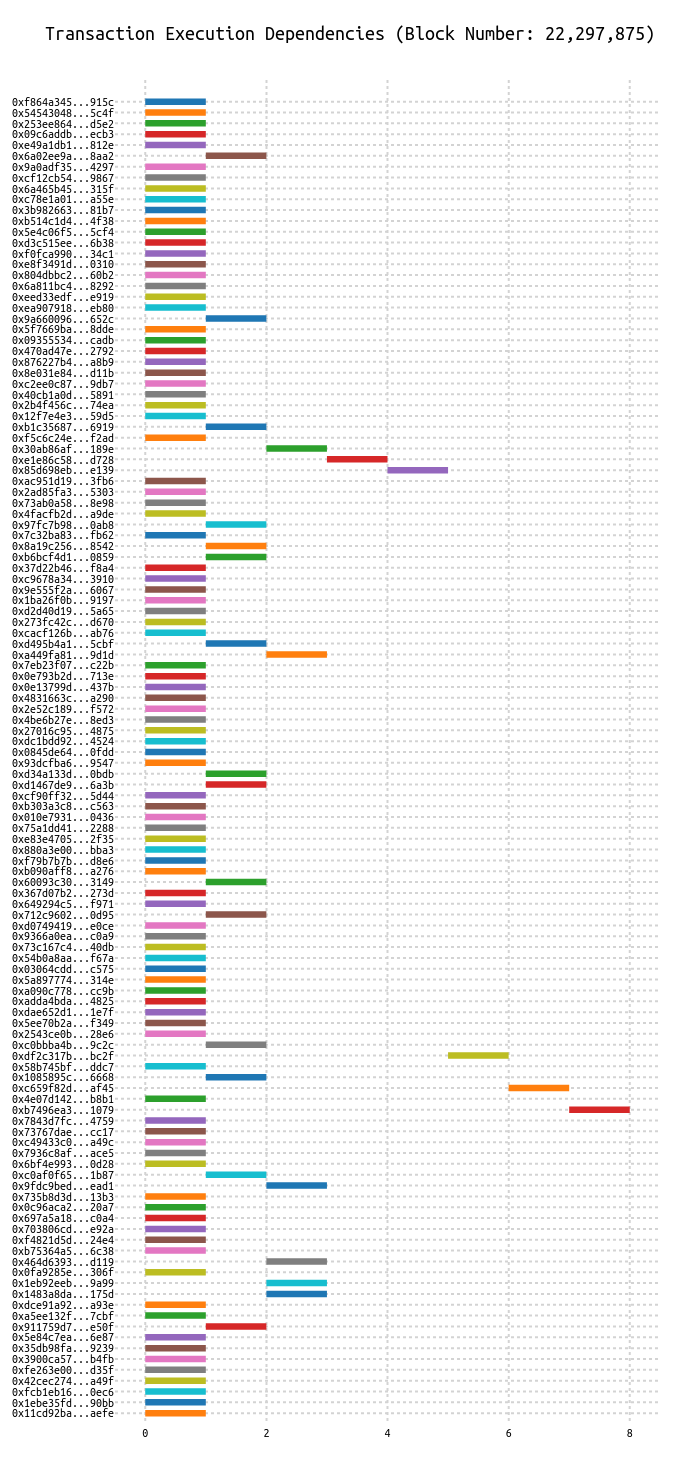 Transaction Execution Dependencies (Block Number: 22,297,875)
0xf864a345...915c
0x54543048...5c4f
0x253ee864...d5e2
0x09c6addb...ecb3
0xe49a1db1...812e
0x6a02ee9a...8aa2
0x9a0adf35...4297
0xcf12cb54...9867
0x6a465b45...315f
0xc78e1a01...a55e
0x3b982663...81b7
0xb514c1d4...4f38
0x5e4c06f5...5cf4
0xd3c515ee...6b38
0xf0fca990...34c1
0xe8f3491d...0310
0x804dbbc2...60b2
0x6a811bc4...8292
0xeed33edf...e919
0xea907918...eb80
0x9a660096...652c
0x5f7669ba...8dde
0x09355534...cadb
0x470ad47e...2792
0x876227b4...a8b9
0x8e031e84...d11b
0xc2ee0c87...9db7
0x40cb1a0d...5891
0x2b4f456c...74ea
0x12f7e4e3...59d5
0xb1c35687...6919
0xf5c6c24e...f2ad
0x30ab86af...189e
0xe1e86c58...d728
0x85d698eb...e139
0xac951d19...3fb6
0x2ad85fa3...5303
0x73ab0a58...8e98
0x4facfb2d...a9de
0x97fc7b98...0ab8
0x7c32ba83...fb62
0x8a19c256...8542
0xb6bcf4d1...0859
0x37d22b46...f8a4
0xc9678a34...3910
0x9e555f2a...6067
0x1ba26f0b...9197
0xd2d40d19...5a65
0x273fc42c...d670
0xcacf126b...ab76
0xd495b4a1...5cbf
0xa449fa81...9d1d
0x7eb23f07...c22b
0x0e793b2d...713e
0x0e13799d...437b
0x4831663c...a290
0x2e52c189...f572
0x4be6b27e...8ed3
0x27016c95...4875
0xdc1bdd92...4524
0x0845de64...0fdd
0x93dcfba6...9547
0xd34a133d...0bdb
0xd1467de9...6a3b
0xcf90ff32...5d44
0xb303a3c8...c563
0x010e7931...0436
0x75a1dd41...2288
0xe83e4705...2f35
0x880a3e00...bba3
0xf79b7b7b...d8e6
0xb090aff8...a276
0x60093c30...3149
0x367d07b2...273d
0x649294c5...f971
0x712c9602...0d95
0xd0749419...e0ce
0x9366a0ea...c0a9
0x73c167c4...40db
0x54b0a8aa...f67a
0x03064cdd...c575
0x5a897774...314e
0xa090c778...cc9b
0xadda4bda...4825
0xdae652d1...1e7f
0x5ee70b2a...f349
0x2543ce0b...28e6
0xc0bbba4b...9c2c
0xdf2c317b...bc2f
0x58b745bf...ddc7
0x1085895c...6668
0xc659f82d...af45
0x4e07d142...b8b1
0xb7496ea3...1079
0x7843d7fc...4759
0x73767dae...cc17
0xc49433c0...a49c
0x7936c8af...ace5
0x6bf4e993...0d28
0xc0af0f65...1b87
0x9fdc9bed...ead1
0x735b8d3d...13b3
0x0c96aca2...20a7
0x697a5a18...c0a4
0x703806cd...e92a
0xf4821d5d...24e4
0xb75364a5...6c38
0x464d6393...d119
0x0fa9285e...306f
0x1eb92eeb...9a99
0x1483a8da...175d
0xdce91a92...a93e
0xa5ee132f...7cbf
0x911759d7...e50f
0x5e84c7ea...6e87
0x35db98fa...9239
0x3900ca57...b4fb
0xfe263e00...d35f
0x42cec274...a49f
0xfcb1eb16...0ec6
0x1ebe35fd...90bb
0x11cd92ba...aefe
0 2 4 6 8